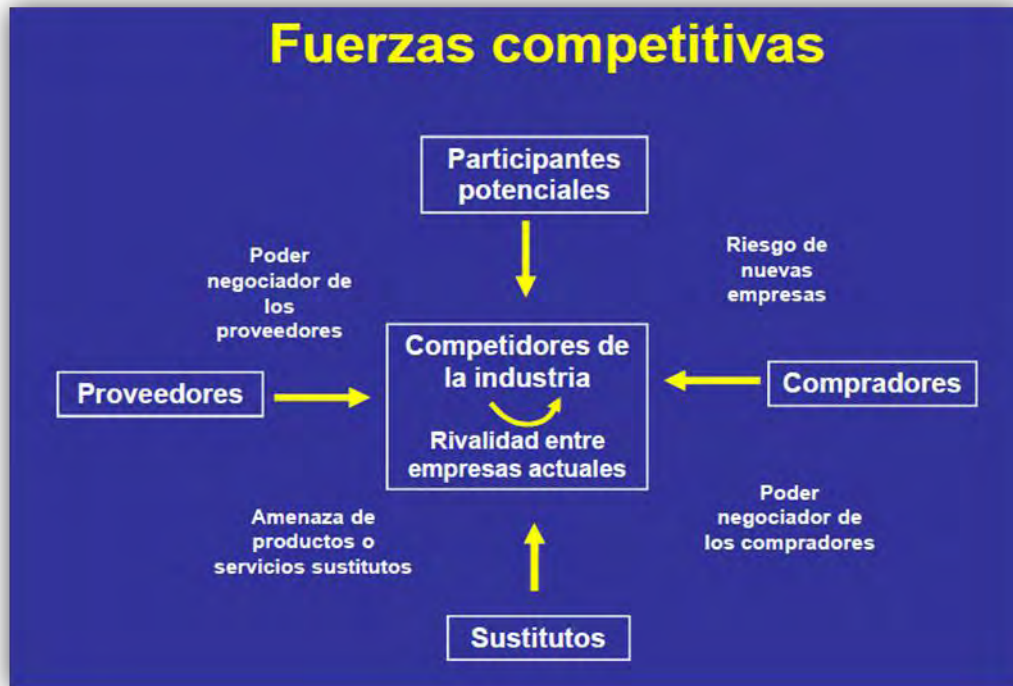 Fuerzas competitivas
Participantes
potenciales
Poder
negociador de
los
proveedores
Riesgo de
nuevas
empresas
Proveedores
Competidores de
la industria
Rivalidad entre
empresas actuales
Compradores
Amenaza de
productos o
servicios sustitutos
Poder
negociador de
los compradores
Sustitutos